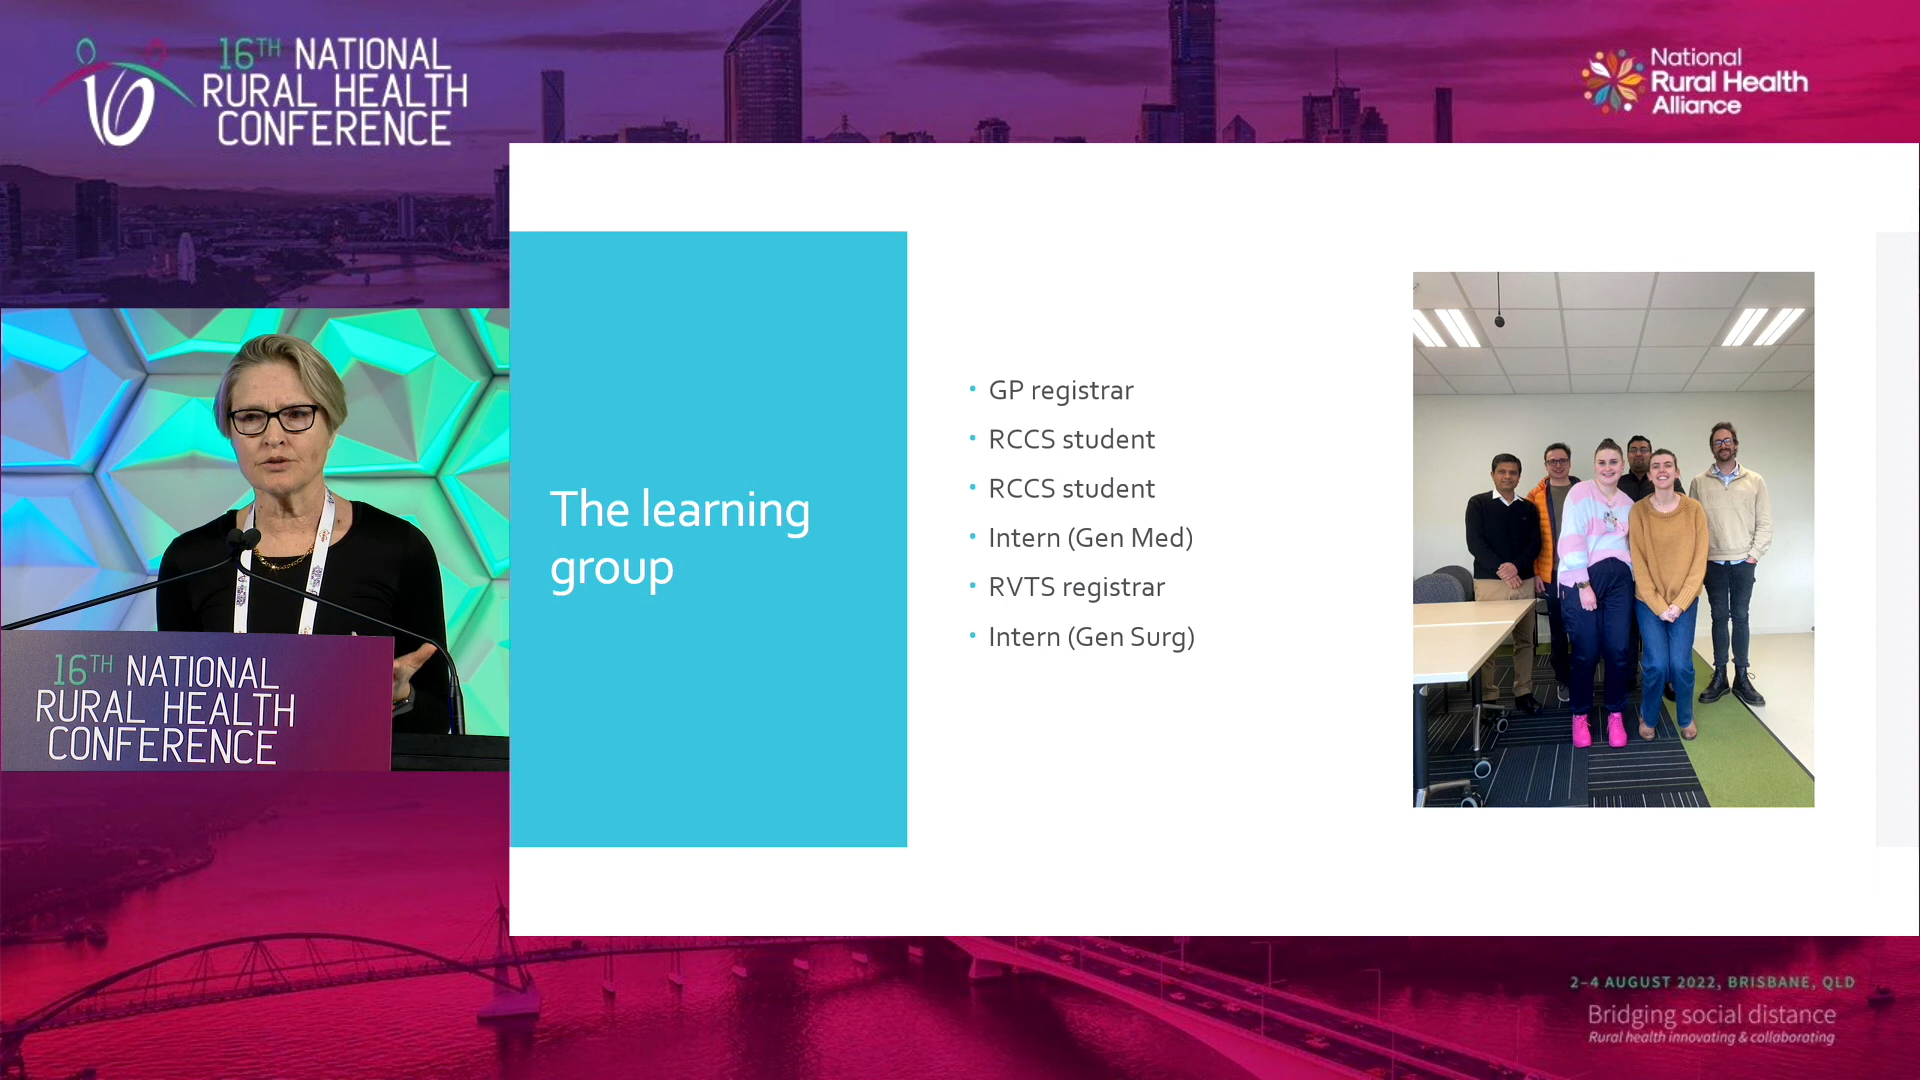 16TH NATIONAL
RURAL HEALTH
CONFERENCE
National
Rural Health
Alliance
The learning
group
• GP registrar
• RCCS student
• RCCS student
• Intern (Gen Med)
• RVTS registrar
• Intern (Gen Surg)
16TH NATIONAL
RURAL HEALTH
CONFERENCE
2–4 AUGUST 2022, BRISBANE, QLD
Bridging social distance
Rural health innovating & collaborating